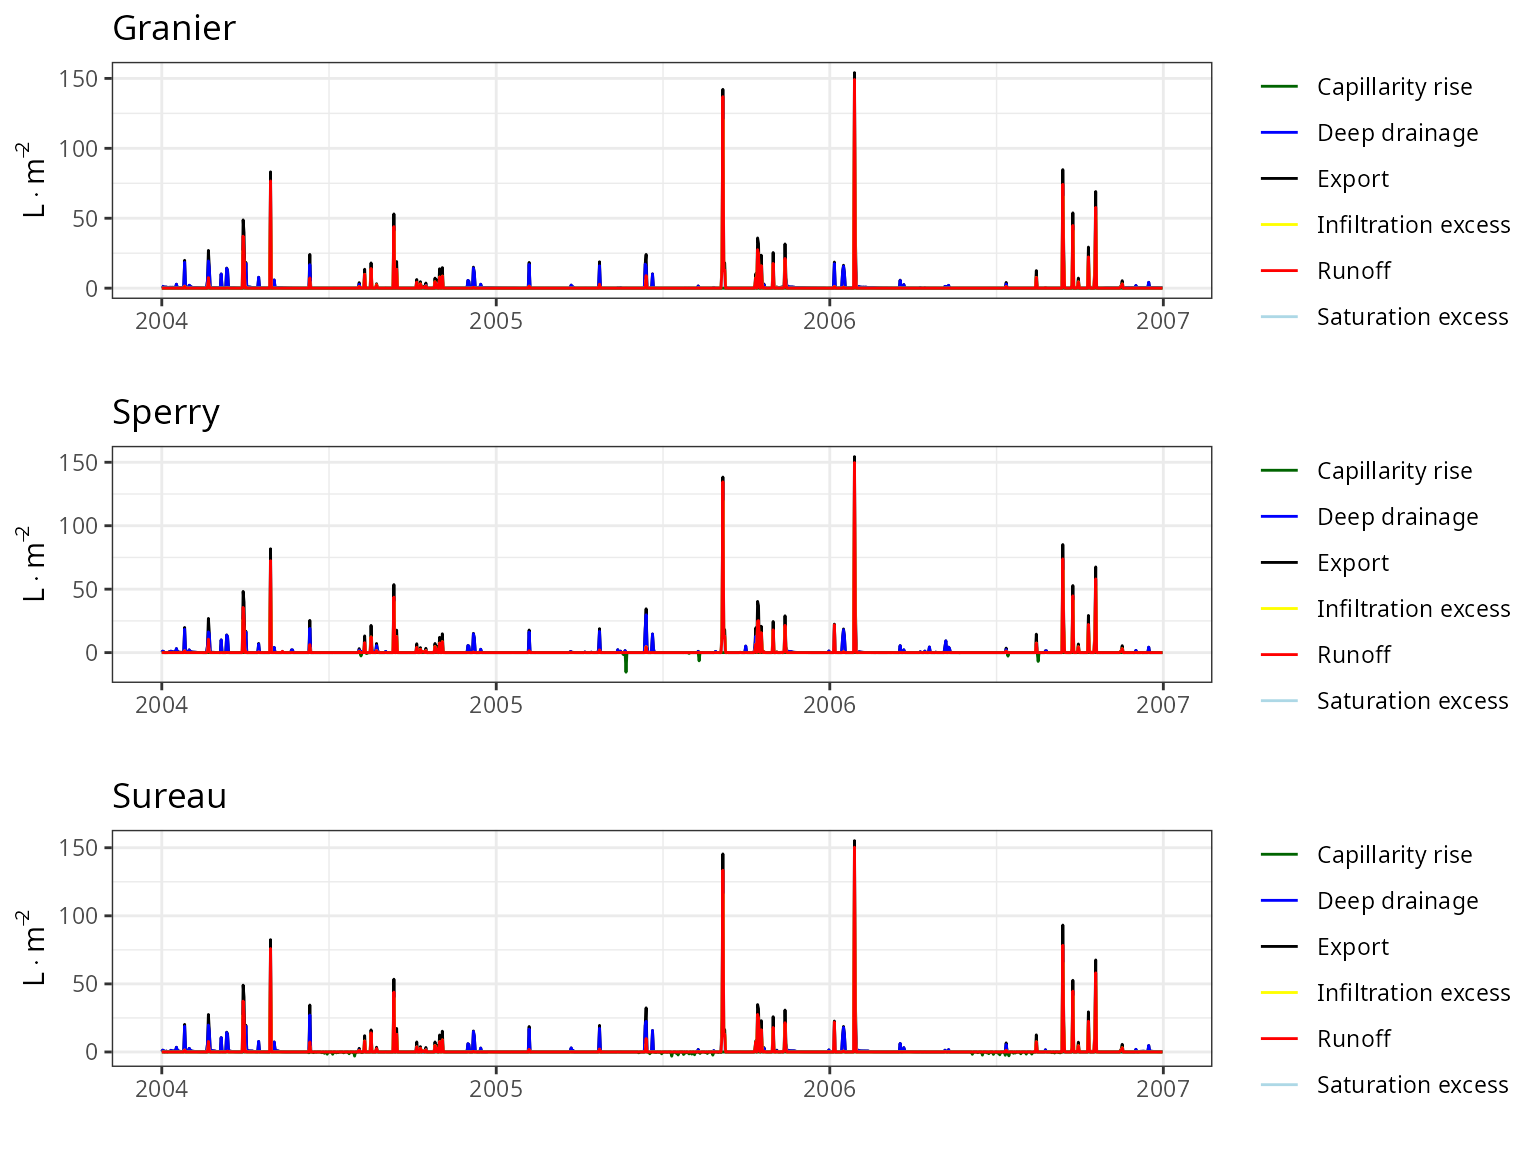 Granier
L · m⁻²
150
100
50
0
2004 2005 2006 2007
Capillarity rise
Deep drainage
Export
Infiltration excess
Runoff
Saturation excess
Sperry
L · m⁻²
150
100
50
0
2004 2005 2006 2007
Capillarity rise
Deep drainage
Export
Infiltration excess
Runoff
Saturation excess
Sureau
L · m⁻²
150
100
50
0
2004 2005 2006 2007
Capillarity rise
Deep drainage
Export
Infiltration excess
Runoff
Saturation excess